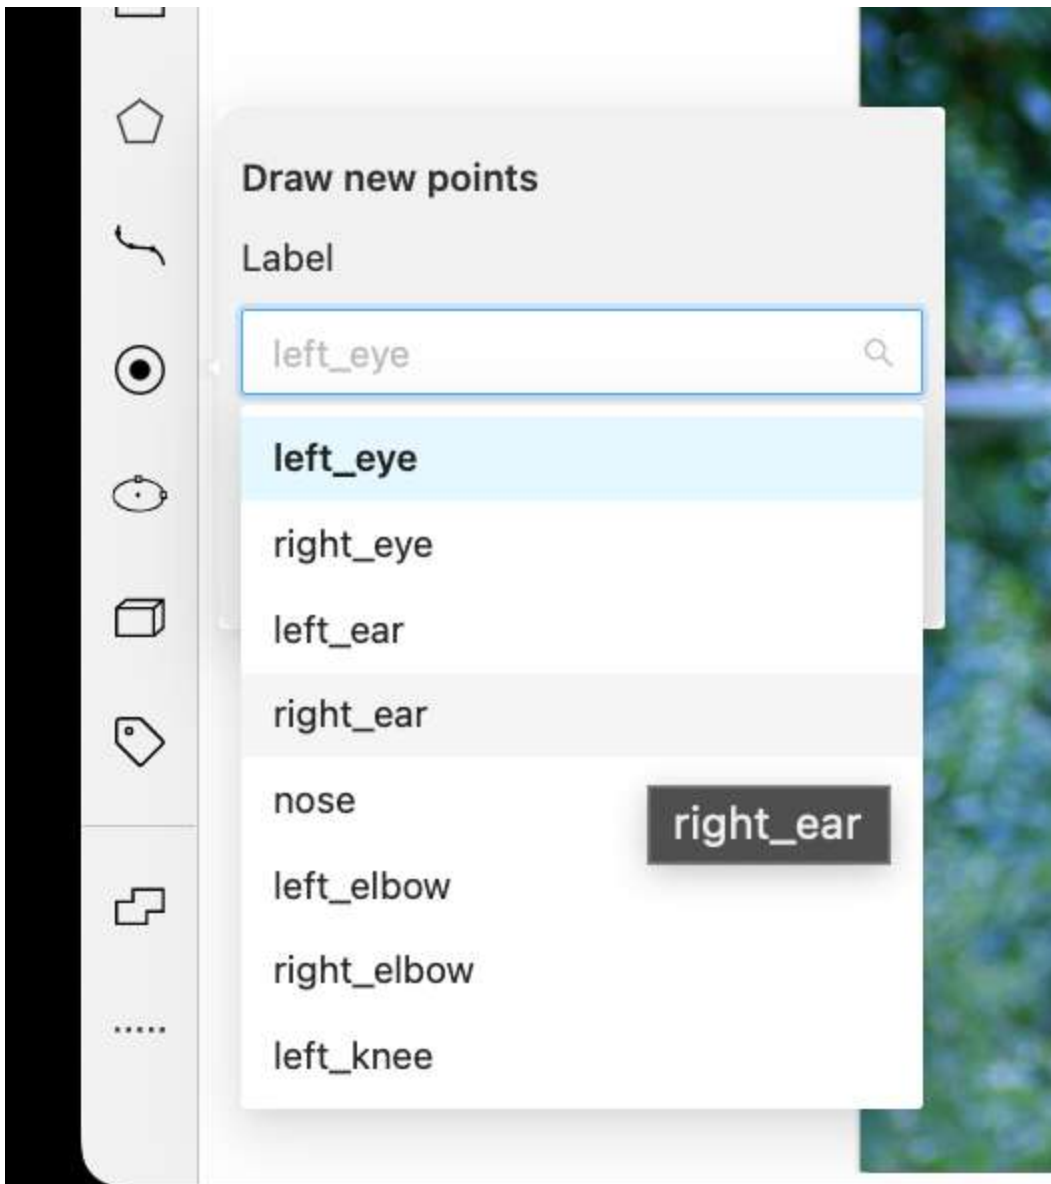 Draw new points
Label
left_eye
left_eye
right_eye
left_ear
right_ear
nose
right_ear
left_elbow
right_elbow
left_knee